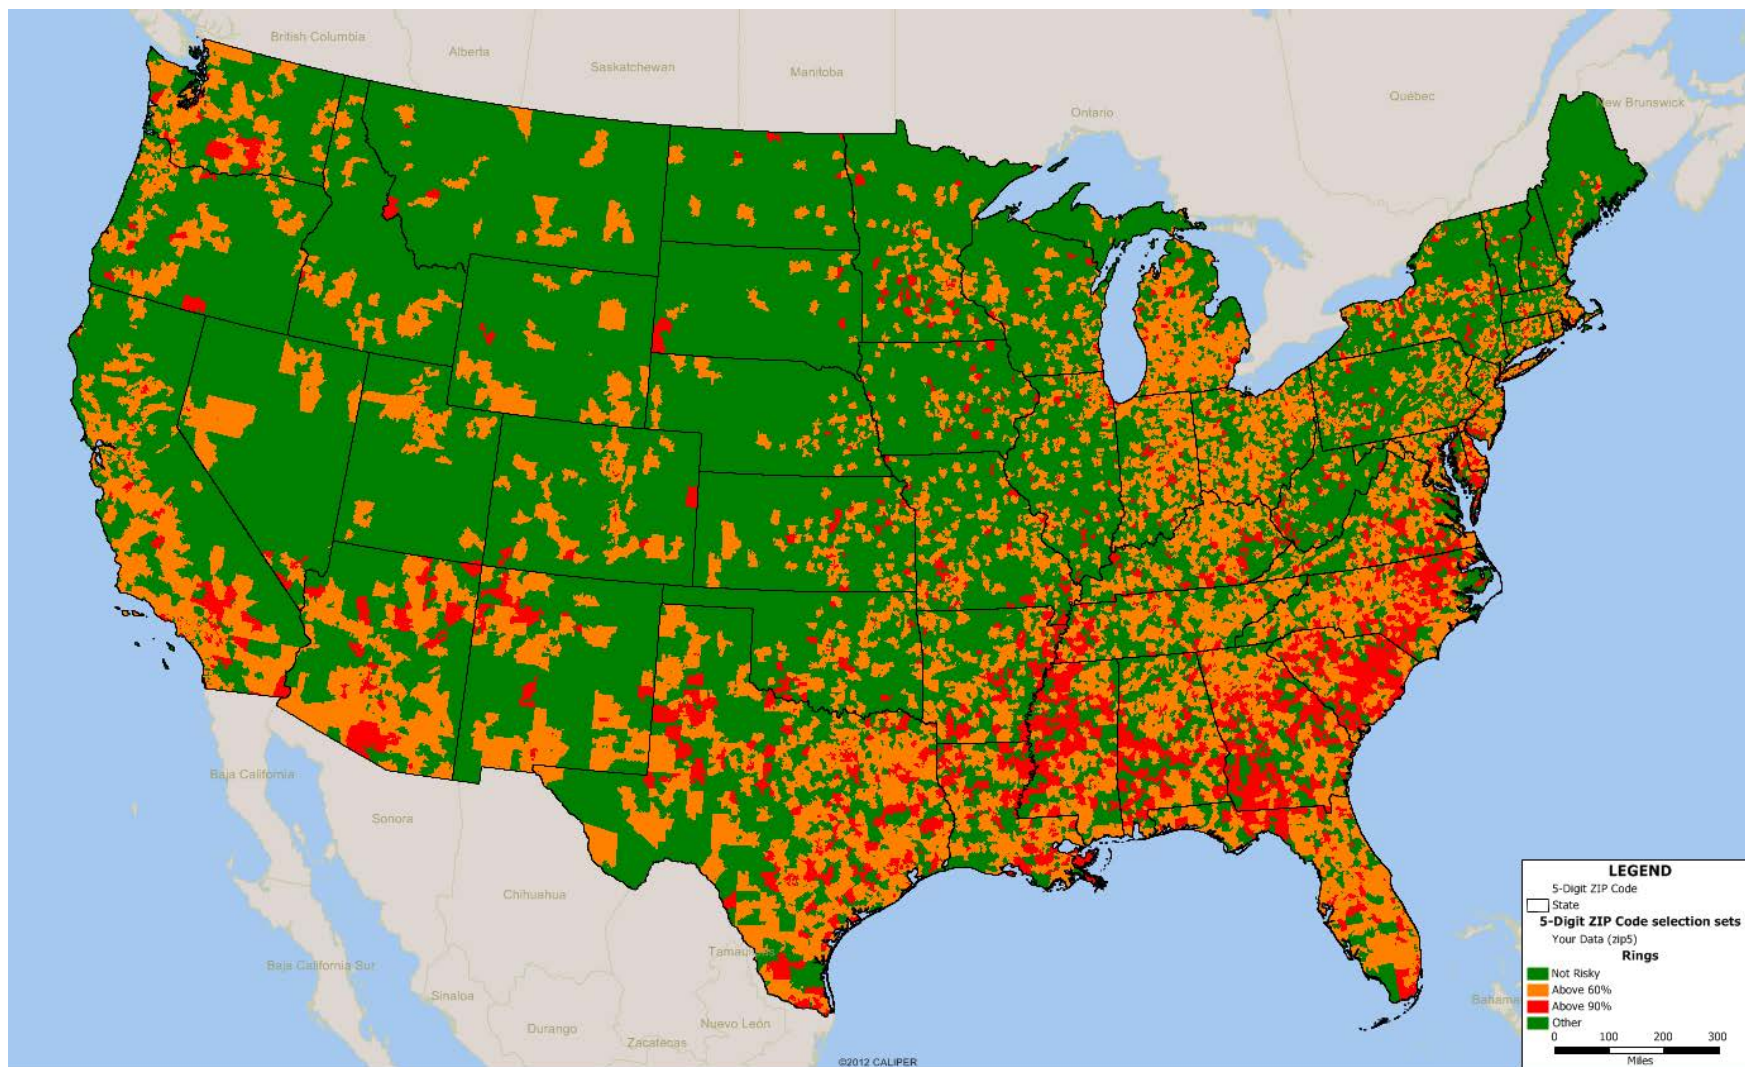 British Columbia
Alberta
Saskatchewan
Manitoba
Ontario
Québec
New Brunswick
Baja California
Sonora
Chihuahua
Baja California Sur
Sinaloa
Durango
Tamaulipas
Nuevo León
Zacatecas
Bahamas
LEGEND
5-Digit ZIP Code
State
5-Digit ZIP Code selection sets
Your Data (zip5)
Rings
Not Risky
Above 60%
Above 90%
Other
0 100 200 300
Miles
©2012 CALIPER